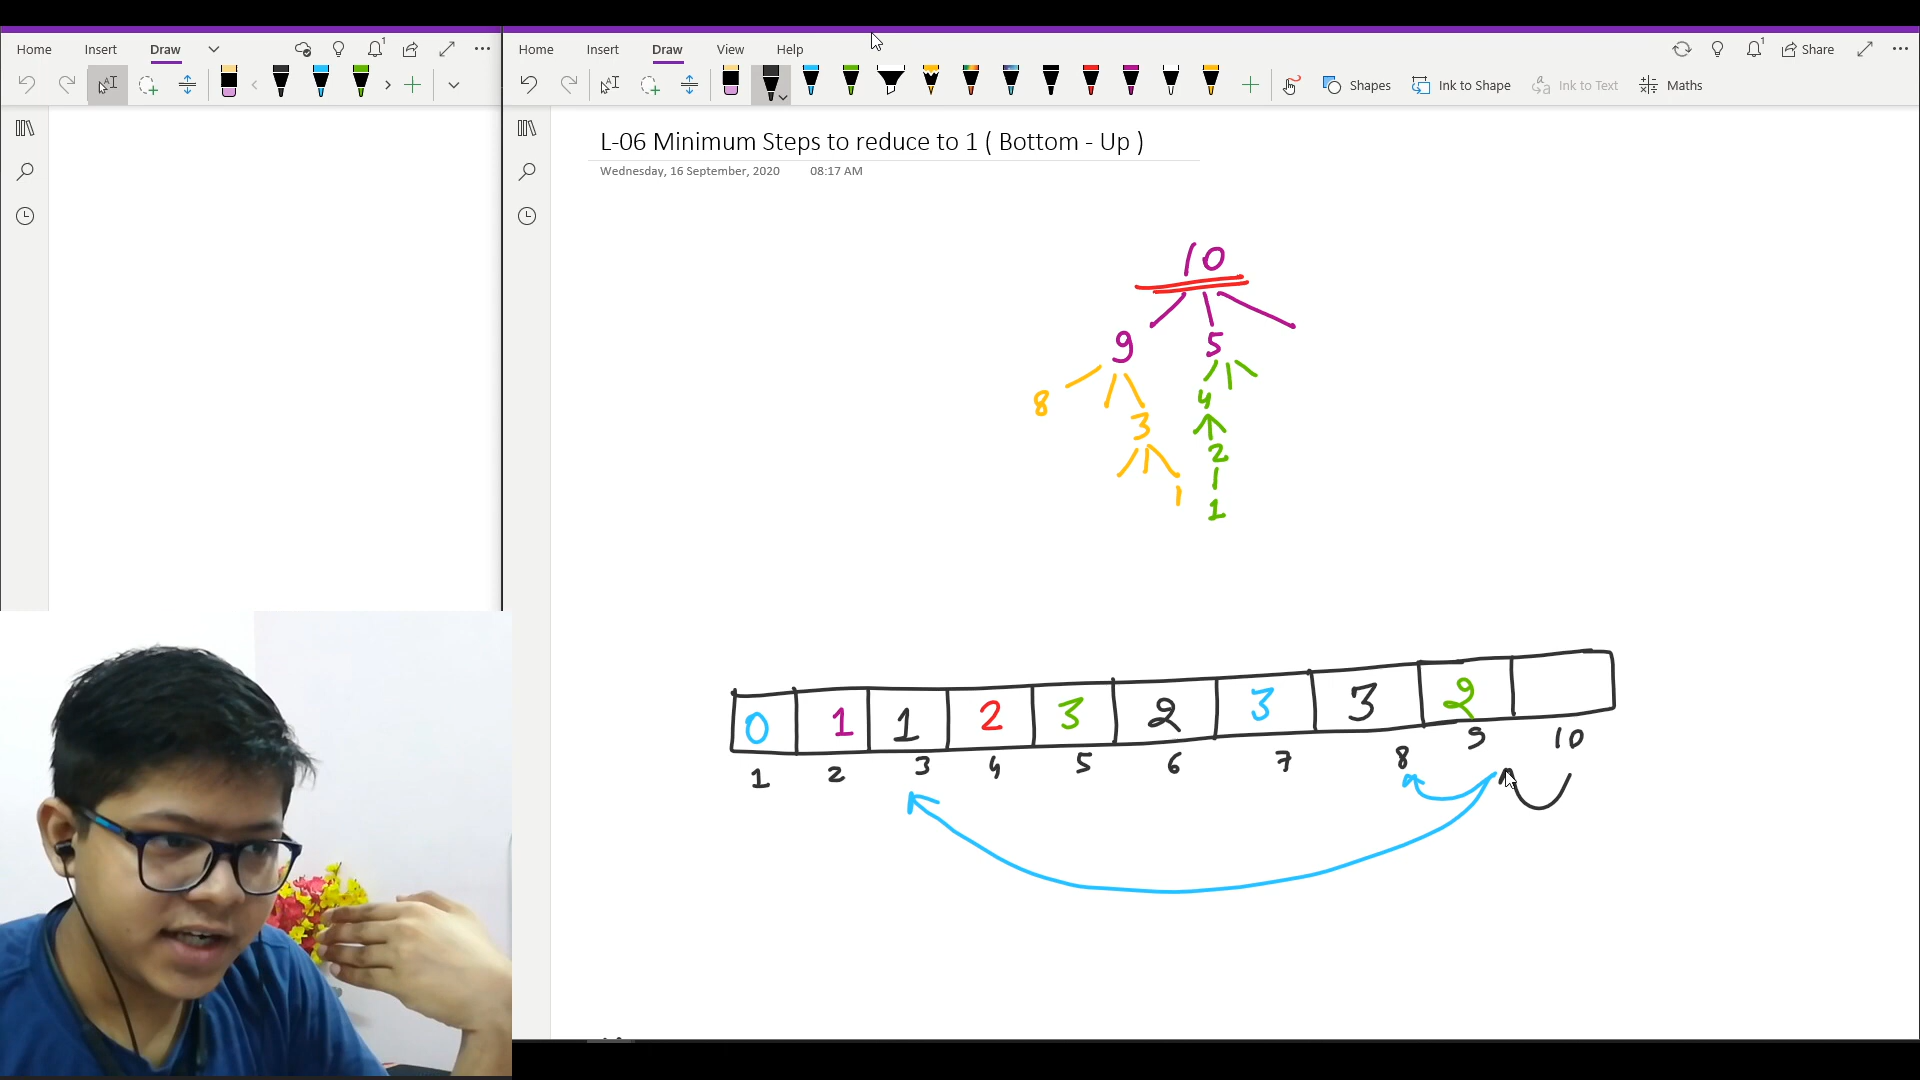 Home Insert Draw
Home Insert Draw View Help Share
Shapes Ink to Shape Ink to Text Maths
L-06 Minimum Steps to reduce to 1 ( Bottom - Up )
Wednesday, 16 September, 2020 08:17 AM
10
9 5
8 3 4
2
1 1
0 1 1 2 3 2 3 3 2
1 2 3 4 5 6 7 8 9 10